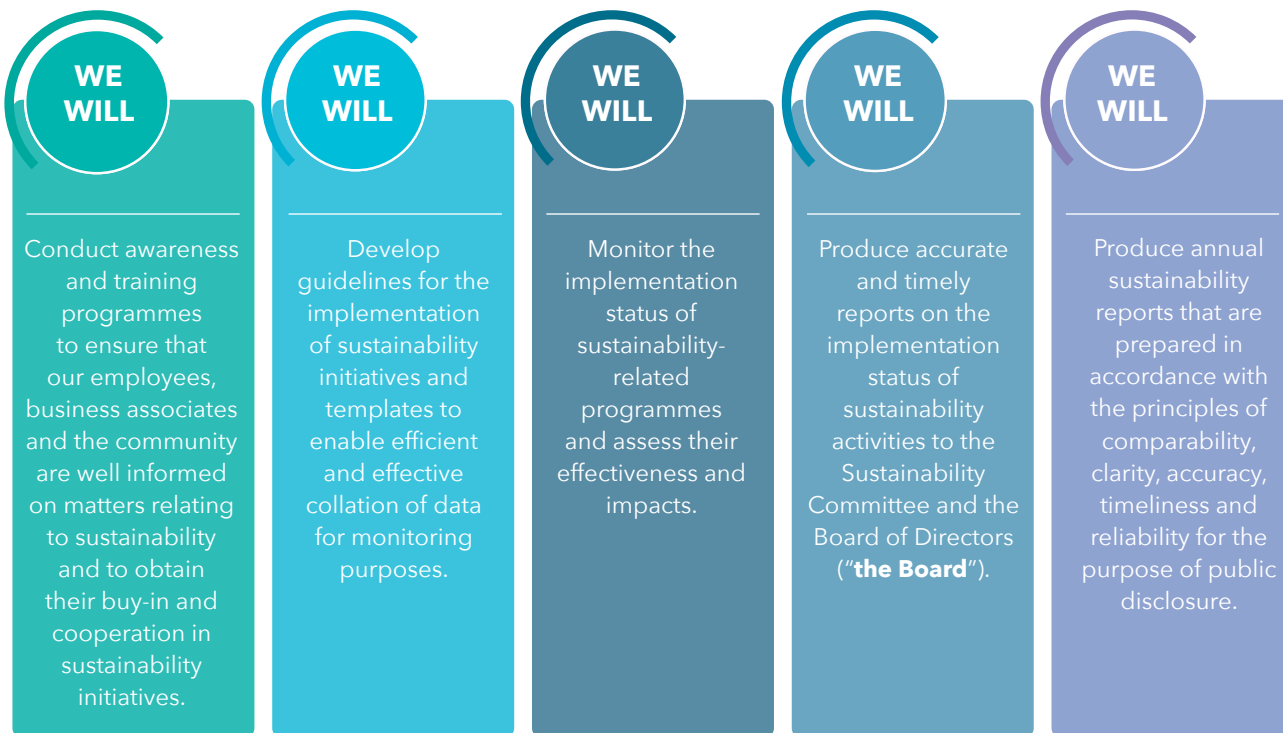 WE
WILL
Conduct awareness
and training
programmes
to ensure that
our employees,
business associates
and the community
are well informed
on matters relating
to sustainability
and to obtain
their buy-in and
cooperation in
sustainability
initiatives.
WE
WILL
Develop
guidelines for the
implementation
of sustainability
initiatives and
templates to
enable efficient
and effective
collation of data
for monitoring
purposes.
WE
WILL
Monitor the
implementation
status of
sustainability-
related
programmes
and assess their
effectiveness and
impacts.
WE
WILL
Produce accurate
and timely
reports on the
implementation
status of
sustainability
activities to the
Sustainability
Committee and the
Board of Directors
(“the Board”).
WE
WILL
Produce annual
sustainability
reports that are
prepared in
accordance with
the principles of
comparability,
clarity, accuracy,
timeliness and
reliability for the
purpose of public
disclosure.